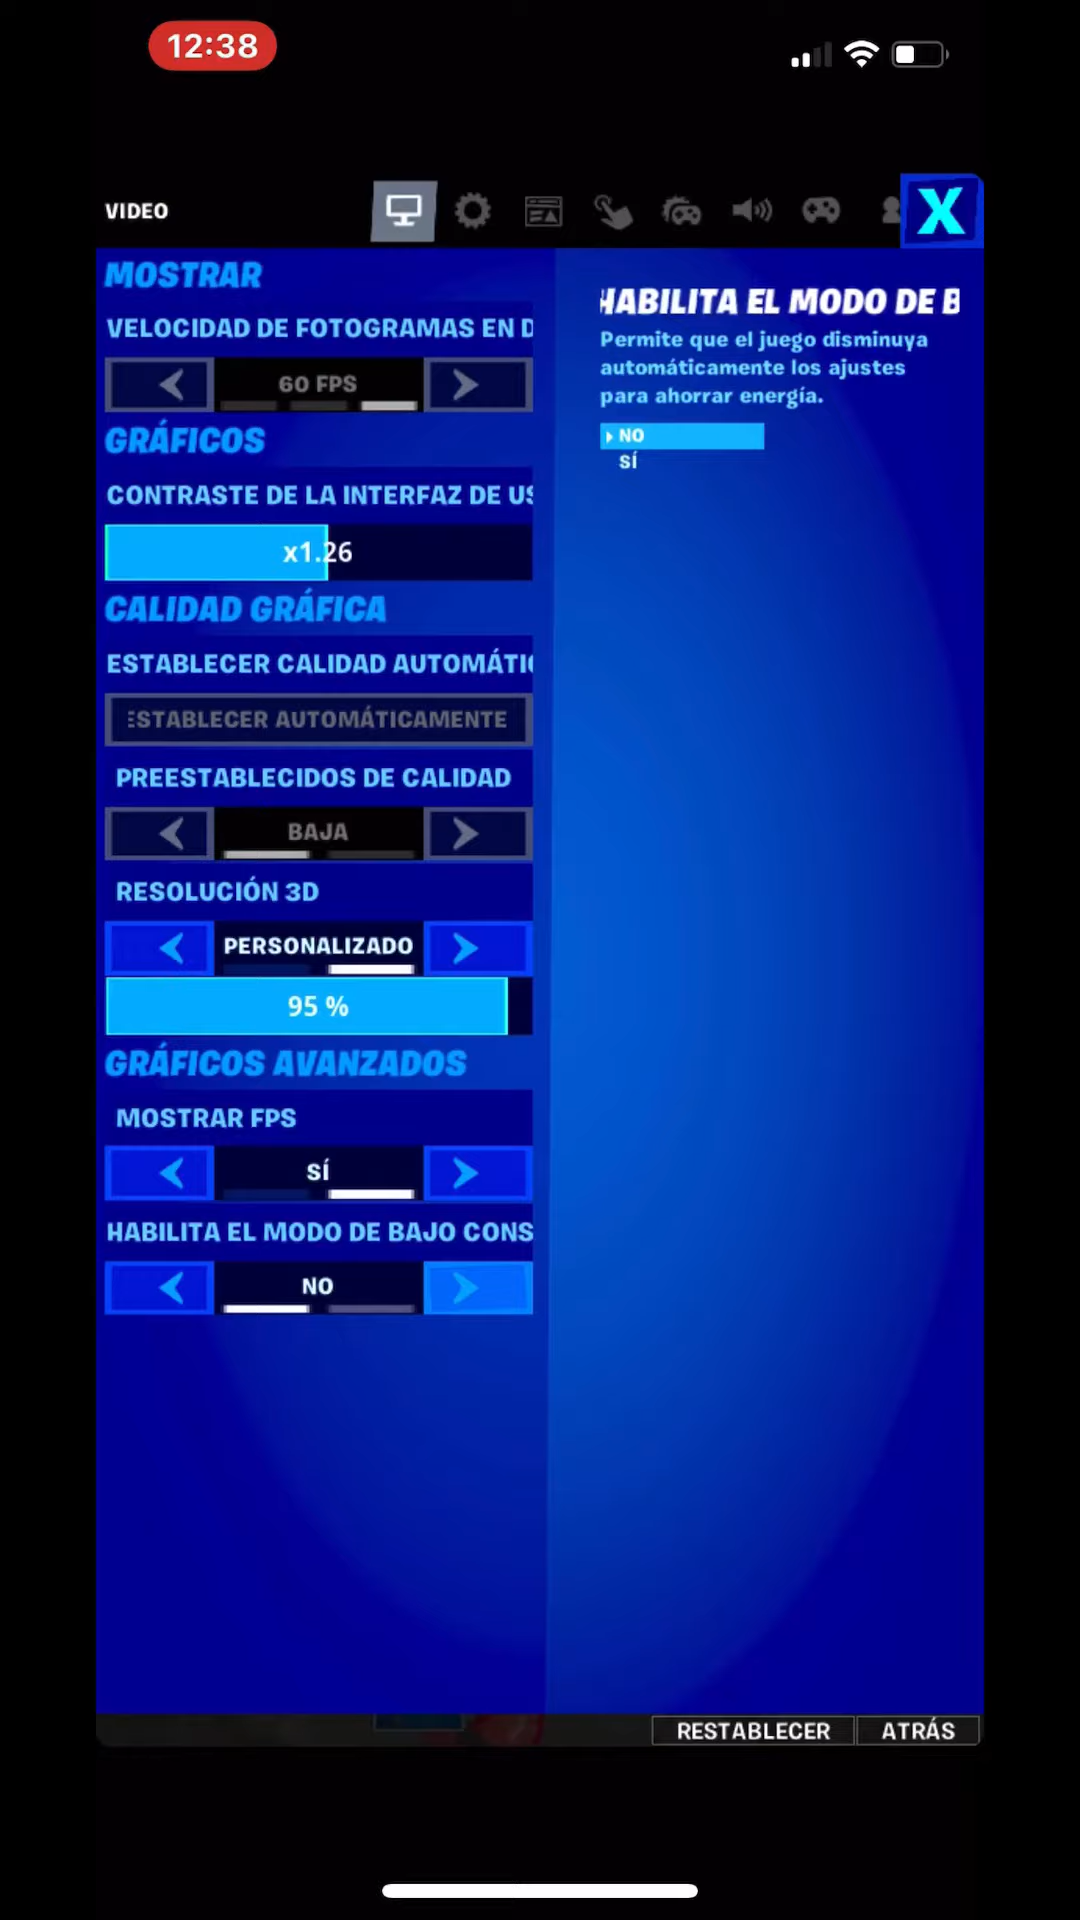 12:38
VIDEO
X
MOSTRAR
VELOCIDAD DE FOTOGRAMAS EN D
60 FPS
GRÁFICOS
CONTRASTE DE LA INTERFAZ DE US
x1.26
CALIDAD GRÁFICA
ESTABLECER CALIDAD AUTOMÁTIC
ESTABLECER AUTOMÁTICAMENTE
PREESTABLECIDOS DE CALIDAD
BAJA
RESOLUCIÓN 3D
PERSONALIZADO
95 %
GRÁFICOS AVANZADOS
MOSTRAR FPS
SÍ
HABILITA EL MODO DE BAJO CONS
NO
HABILITA EL MODO DE B
Permite que el juego disminuya
automáticamente los ajustes
para ahorrar energía.
NO
SÍ
RESTABLECER
ATRÁS